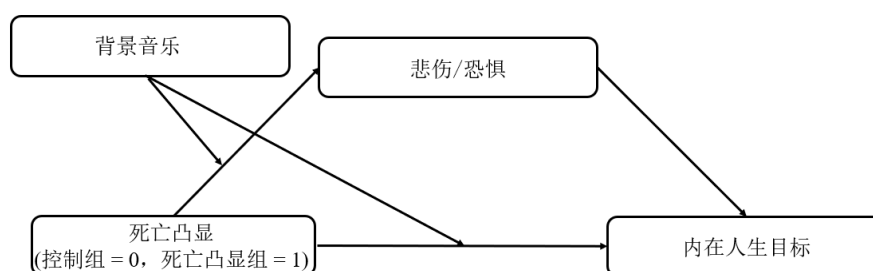 背景音乐
悲伤/恐惧
死亡凸显
(控制组 = 0，死亡凸显组 = 1)
内在人生目标